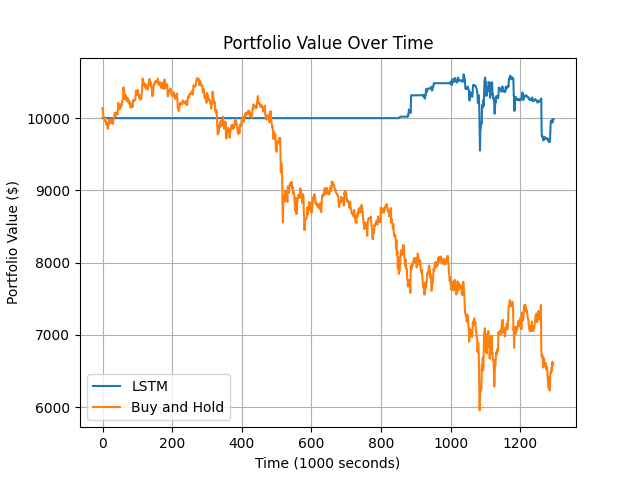 Portfolio Value Over Time
Portfolio Value ($)
10000
9000
8000
7000
6000
LSTM
Buy and Hold
0 200 400 600 800 1000 1200
Time (1000 seconds)